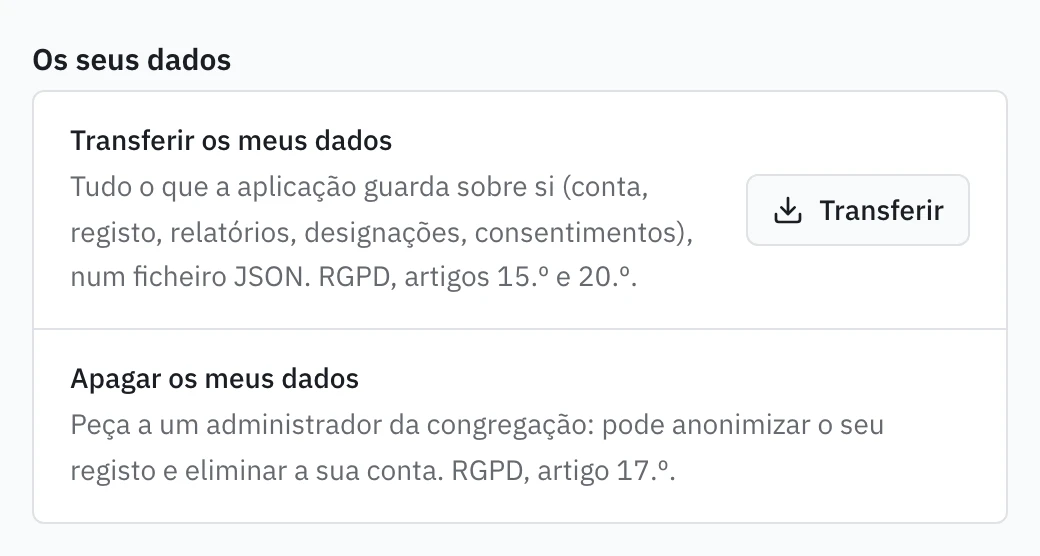 Os seus dados
Transferir os meus dados
Tudo o que a aplicação guarda sobre si (conta,
registo, relatórios, designações, consentimentos),
num ficheiro JSON. RGPD, artigos 15.º e 20.º.
Transferir
Apagar os meus dados
Peça a um administrador da congregação: pode anonimizar o seu
registo e eliminar a sua conta. RGPD, artigo 17.º.